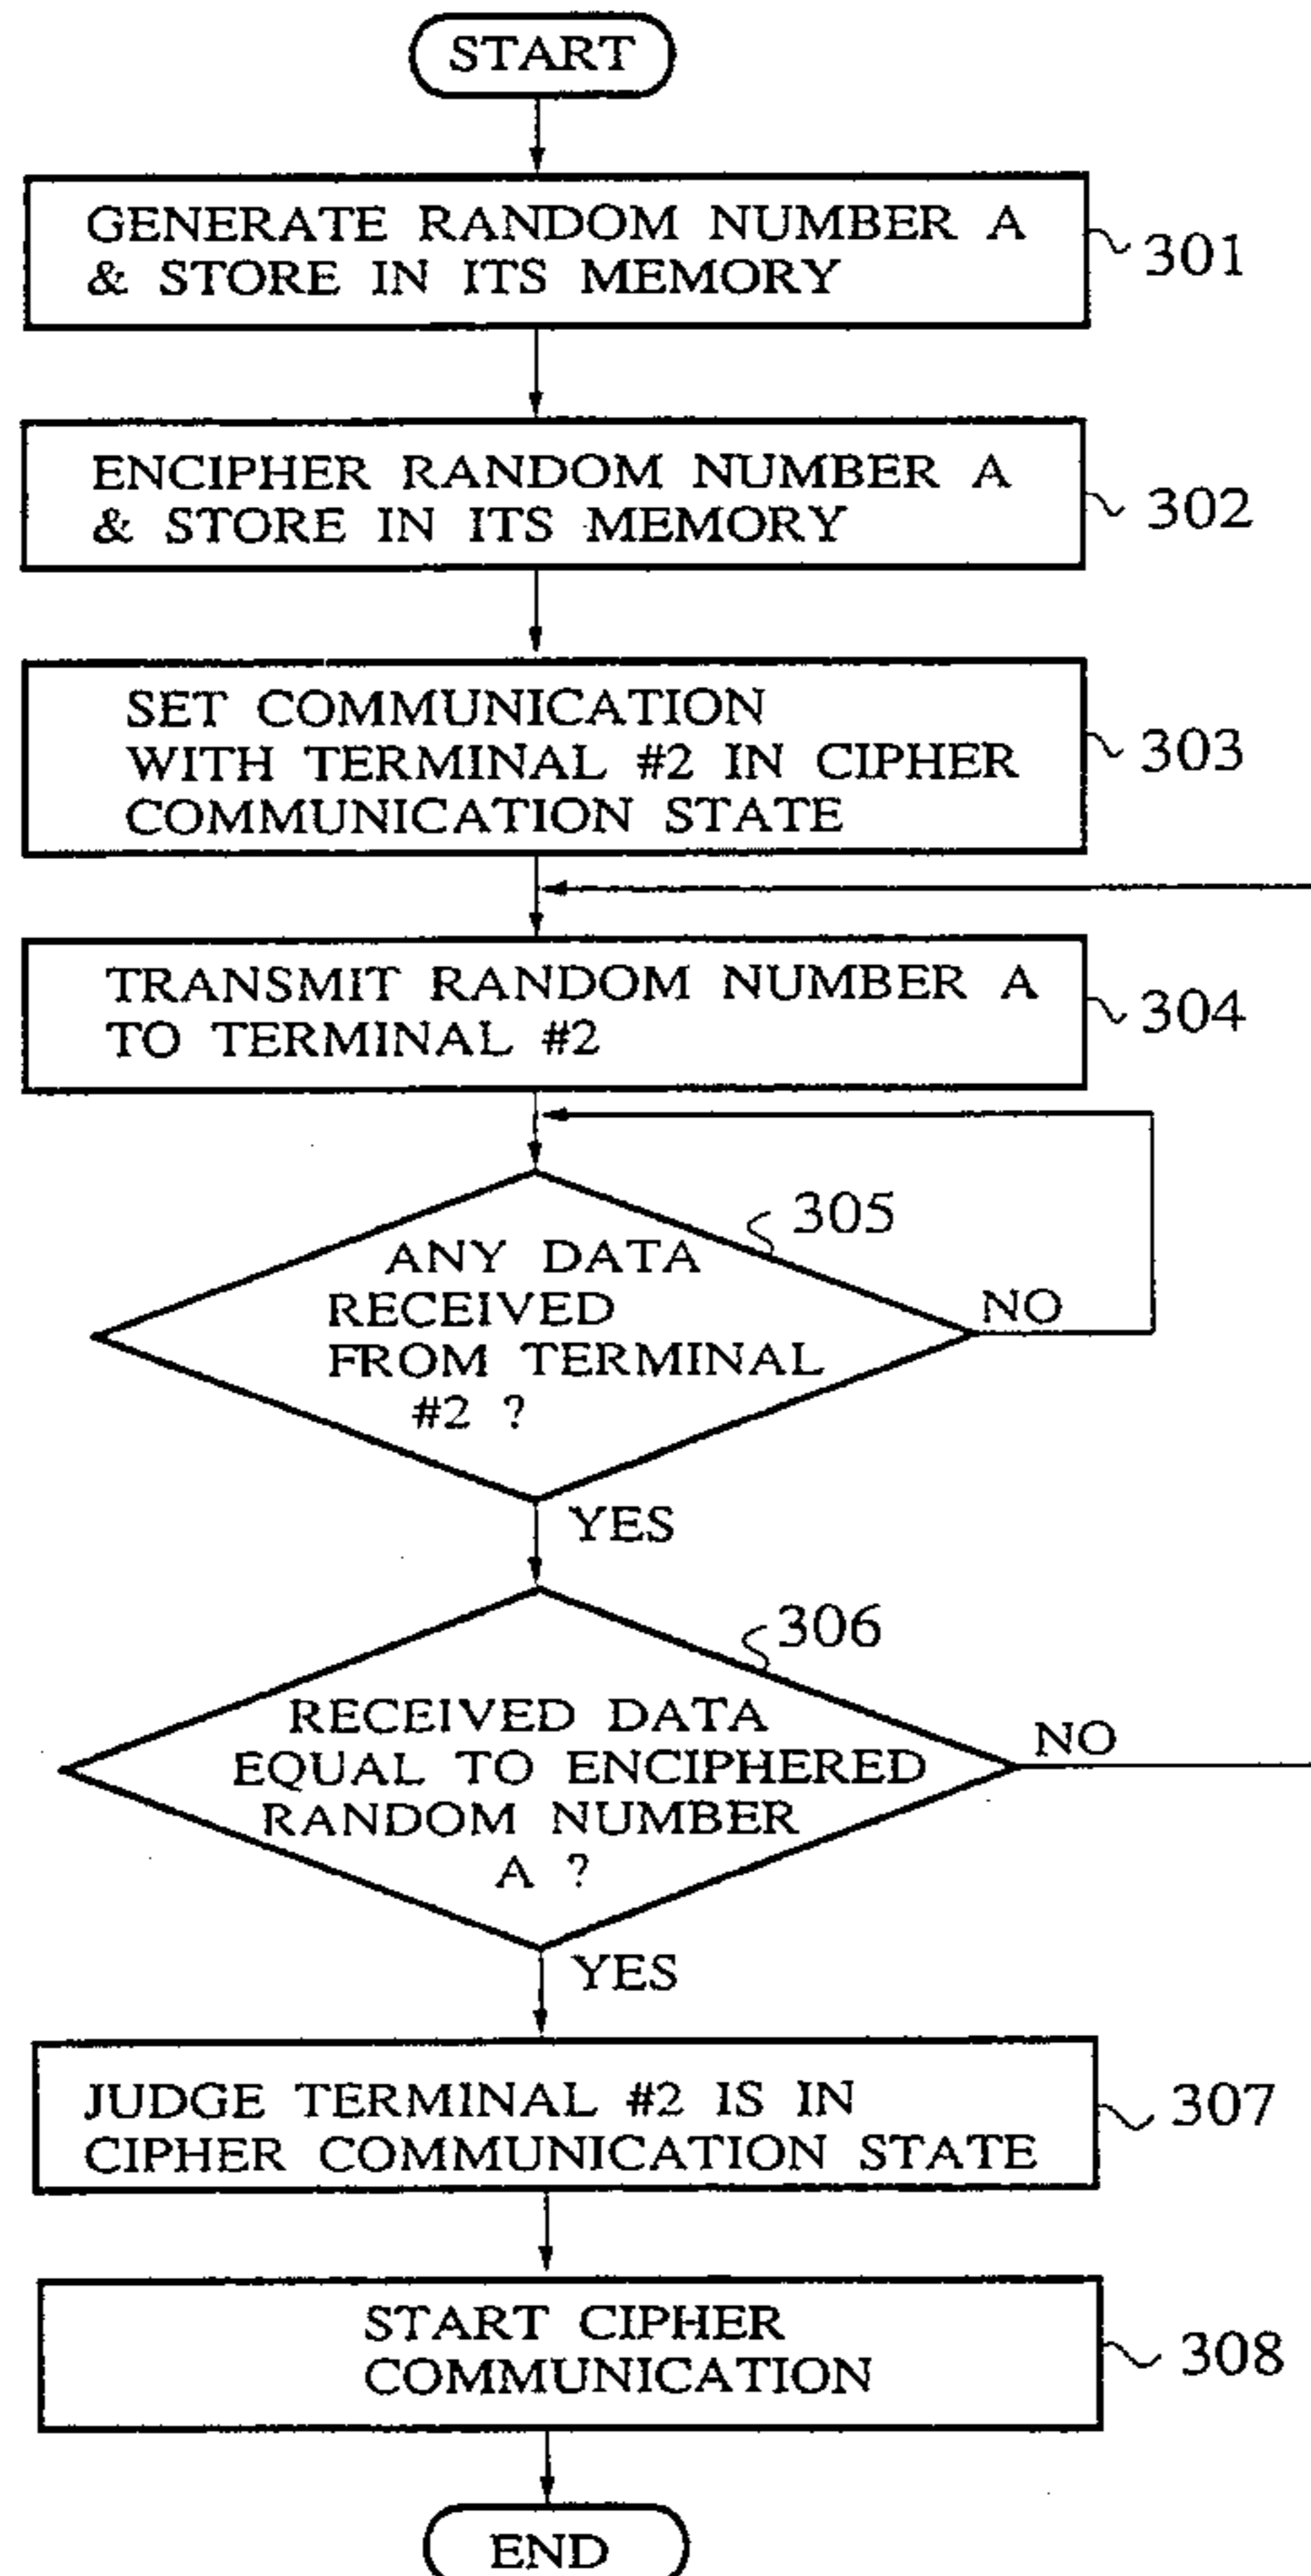 START
GENERATE RANDOM NUMBER A
& STORE IN ITS MEMORY
301
ENCIPHER RANDOM NUMBER A
& STORE IN ITS MEMORY
302
SET COMMUNICATION
WITH TERMINAL #2 IN CIPHER
COMMUNICATION STATE
303
TRANSMIT RANDOM NUMBER A
TO TERMINAL #2
304
305
ANY DATA
RECEIVED
FROM TERMINAL
#2 ?
NO
YES
306
RECEIVED DATA
EQUAL TO ENCIPHERED
RANDOM NUMBER
A ?
NO
YES
JUDGE TERMINAL #2 IS IN
CIPHER COMMUNICATION STATE
307
START CIPHER
COMMUNICATION
308
END